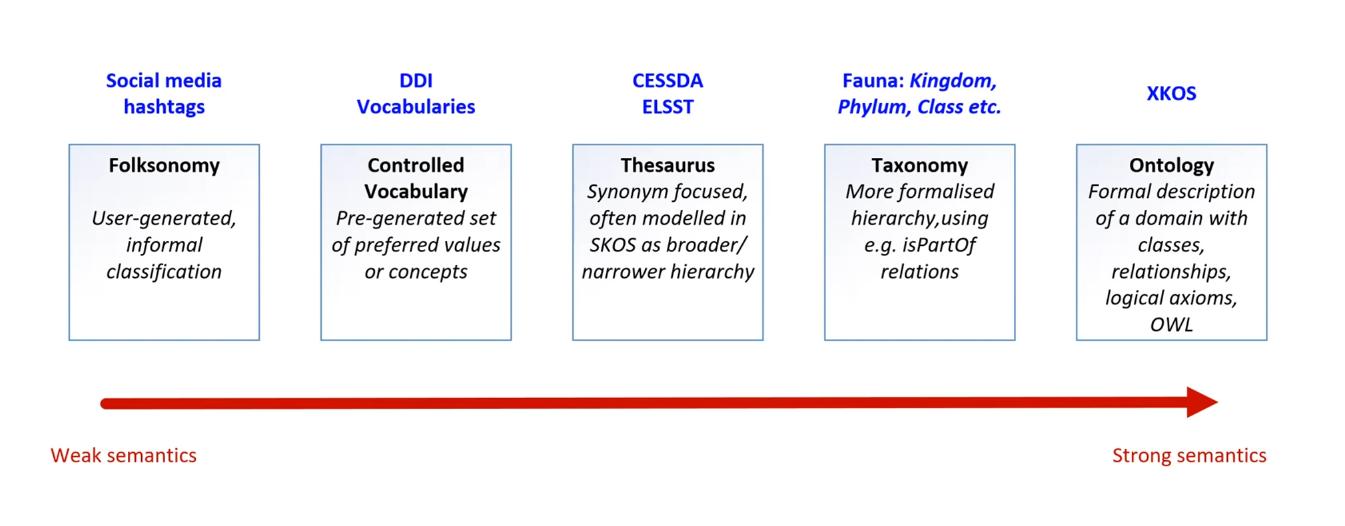 Social media
hashtags
DDI
Vocabularies
CESSDA
ELSST
Fauna: Kingdom,
Phylum, Class etc.
XKOS
Folksonomy
User-generated,
informal
classification
Controlled
Vocabulary
Pre-generated set
of preferred values
or concepts
Thesaurus
Synonym focused,
often modelled in
SKOS as broader/
narrower hierarchy
Taxonomy
More formalised
hierarchy,using
e.g. isPartOf
relations
Ontology
Formal description
of a domain with
classes,
relationships,
logical axioms,
OWL
Weak semantics
Strong semantics